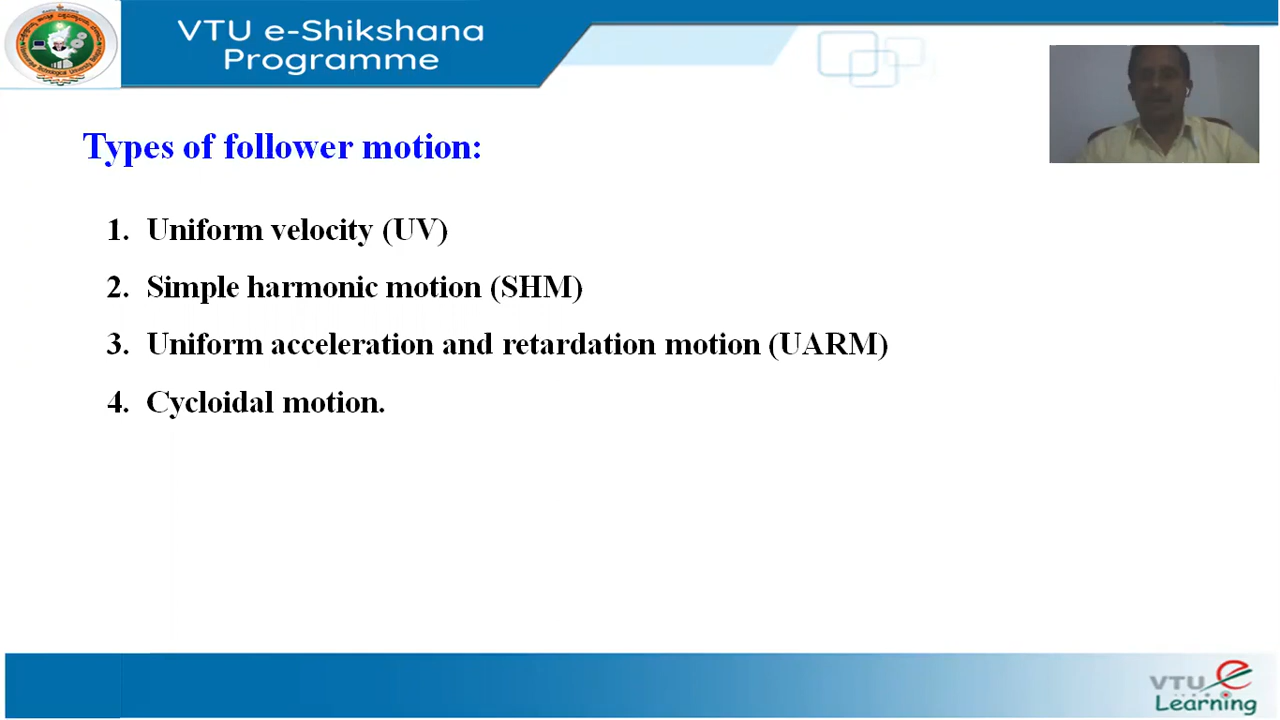 VTU e-Shikshana
Programme
Types of follower motion:
1. Uniform velocity (UV)
2. Simple harmonic motion (SHM)
3. Uniform acceleration and retardation motion (UARM)
4. Cycloidal motion.
VTU e
Learning